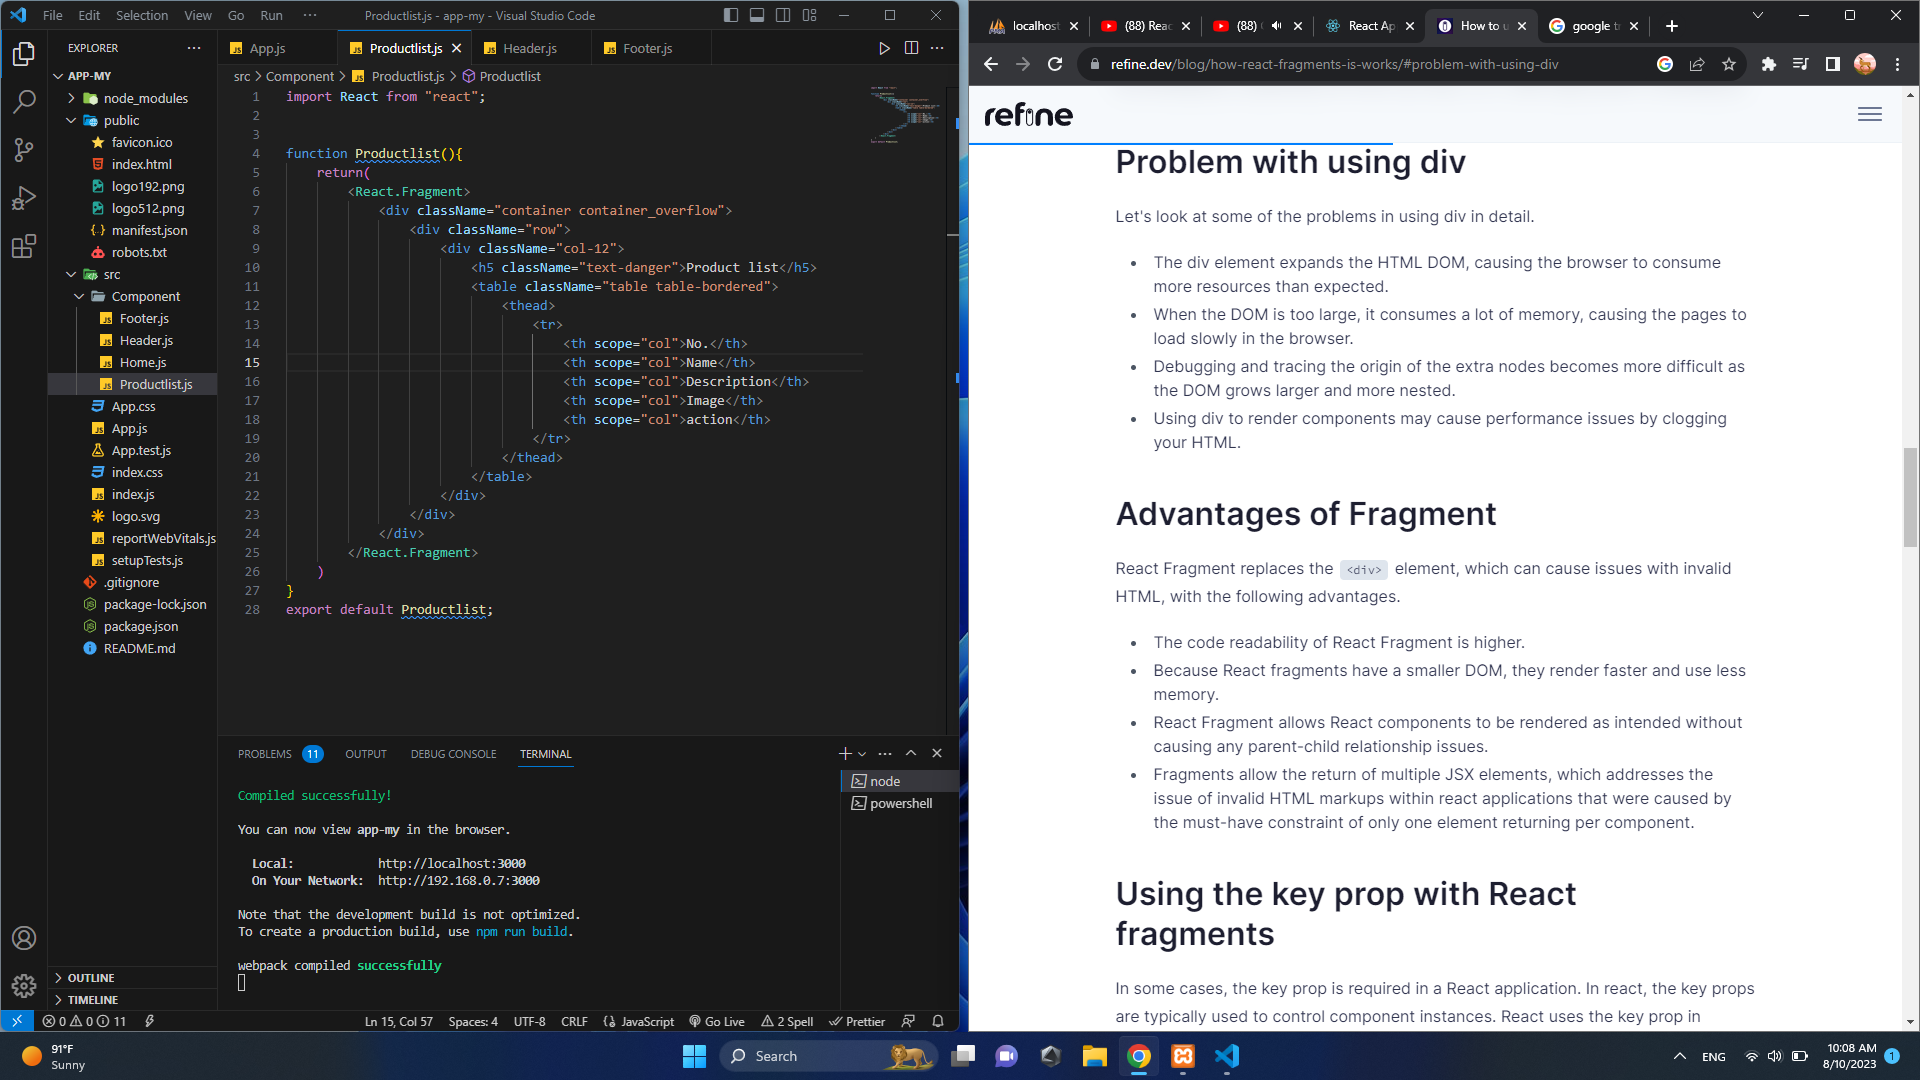 File Edit Selection View Go Run ··· Productlist.js - app-my - Visual Studio Code
EXPLORER
APP-MY
node_modules
public
favicon.ico
index.html
logo192.png
logo512.png
manifest.json
robots.txt
src
Component
Footer.js
Header.js
Home.js
Productlist.js
App.css
App.js
App.test.js
index.css
index.js
logo.svg
reportWebVitals.js
setupTests.js
.gitignore
package-lock.json
package.json
README.md
OUTLINE
TIMELINE
App.js Productlist.js Header.js Footer.js
src > Component > Productlist.js > Productlist
1 import React from "react";
2
3
4 function Productlist(){
5 return(
6 <React.Fragment>
7 <div className="container container_overflow">
8 <div className="row">
9 <div className="col-12">
10 <h5 className="text-danger">Product list</h5>
11 <table className="table table-bordered">
12 <thead>
13 <tr>
14 <th scope="col">No.</th>
15 <th scope="col">Name</th>
16 <th scope="col">Description</th>
17 <th scope="col">Image</th>
18 <th scope="col">action</th>
19 </tr>
20 </thead>
21 </table>
22 </div>
23 </div>
24 </div>
25 </React.Fragment>
26 )
27 }
28 export default Productlist;
PROBLEMS 11 OUTPUT DEBUG CONSOLE TERMINAL
node
powershell
Compiled successfully!
You can now view app-my in the browser.
Local: http://localhost:3000
On Your Network: http://192.168.0.7:3000
Note that the development build is not optimized.
To create a production build, use npm run build.
webpack compiled successfully
0 0 11 Ln 15, Col 57 Spaces: 4 UTF-8 CRLF JavaScript Go Live 2 Spell Prettier
localhost (88) Reac (88) React Ap How to u google tr
refine.dev/blog/how-react-fragments-is-works/#problem-with-using-div
refine
Problem with using div
Let's look at some of the problems in using div in detail.
• The div element expands the HTML DOM, causing the browser to consume
more resources than expected.
• When the DOM is too large, it consumes a lot of memory, causing the pages to
load slowly in the browser.
• Debugging and tracing the origin of the extra nodes becomes more difficult as
the DOM grows larger and more nested.
• Using div to render components may cause performance issues by clogging
your HTML.
Advantages of Fragment
React Fragment replaces the <div> element, which can cause issues with invalid
HTML, with the following advantages.
• The code readability of React Fragment is higher.
• Because React fragments have a smaller DOM, they render faster and use less
memory.
• React Fragment allows React components to be rendered as intended without
causing any parent-child relationship issues.
• Fragments allow the return of multiple JSX elements, which addresses the
issue of invalid HTML markups within react applications that were caused by
the must-have constraint of only one element returning per component.
Using the key prop with React
fragments
In some cases, the key prop is required in a React application. In react, the key props
are typically used to control component instances. React uses the key prop in
91°F
Sunny
Search
ENG
10:08 AM
8/10/2023
1